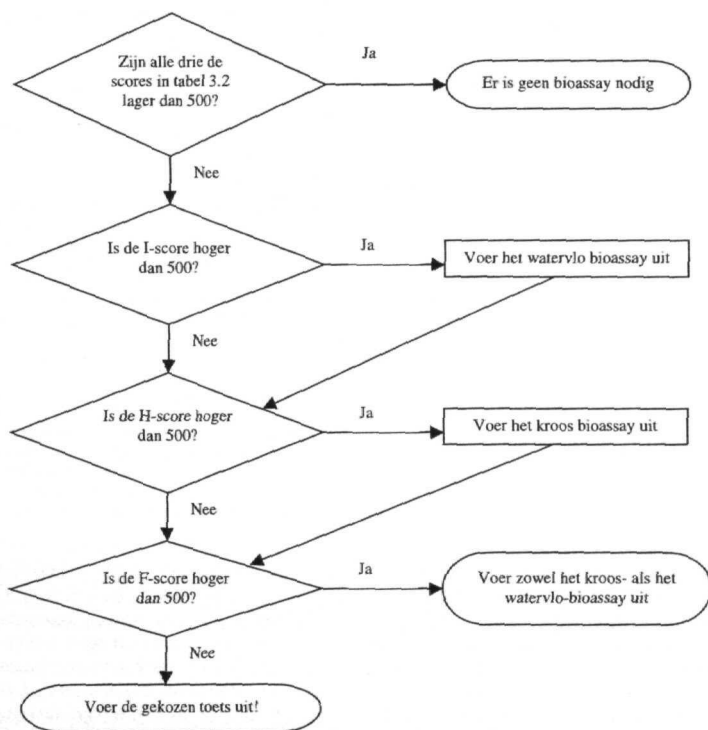 Zijn alle drie de
scores in tabel 3.2
lager dan 500?
Ja
Er is geen bioassay nodig
Nee
Is de I-score hoger
dan 500?
Ja
Voer het watervlo bioassay uit
Nee
Is de H-score hoger
dan 500?
Ja
Voer het kroos bioassay uit
Nee
Is de F-score hoger
dan 500?
Ja
Voer zowel het kroos- als het
watervlo-bioassay uit
Nee
Voer de gekozen toets uit!